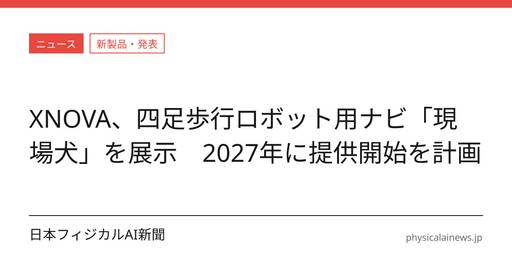 ニュース 新製品・発表
XNOVA、四足歩行ロボット用ナビ「現
場犬」を展示　2027年に提供開始を計画
日本フィジカルAI新聞
physicalainews.jp